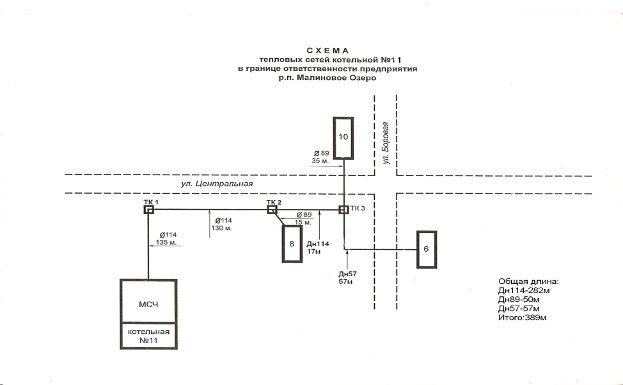 СХЕМА
тепловых сетей котельной №11
в границе ответственности предприятия
р.п. Малиновое Озеро
10
Ø 89
35 м.
ул. Боровая
ул. Центральная
ТК 1
ТК 2
ТК 3
Ø 89
15 м.
Ø114
130 м.
Ø114
135 м.
8
Дн114
17м
6
Дн57
57м
МСЧ
котельная
№11
Общая длина:
Дн114-282м
Дн89-50м
Дн57-57м
Итого:389м